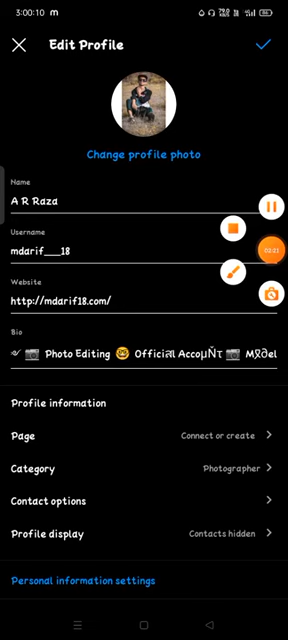 3:00:10 m
Edit Profile
Change profile photo
Name
A R Raza
Username
mdarif___18
00:01
Website
http://mdarif18.com/
Bio
Photo Editing 🤓 Official AccoμŇτ 📷
Profile information
Page Connect or create >
Category Photographer >
Contact options >
Profile display Contacts hidden >
Personal information settings